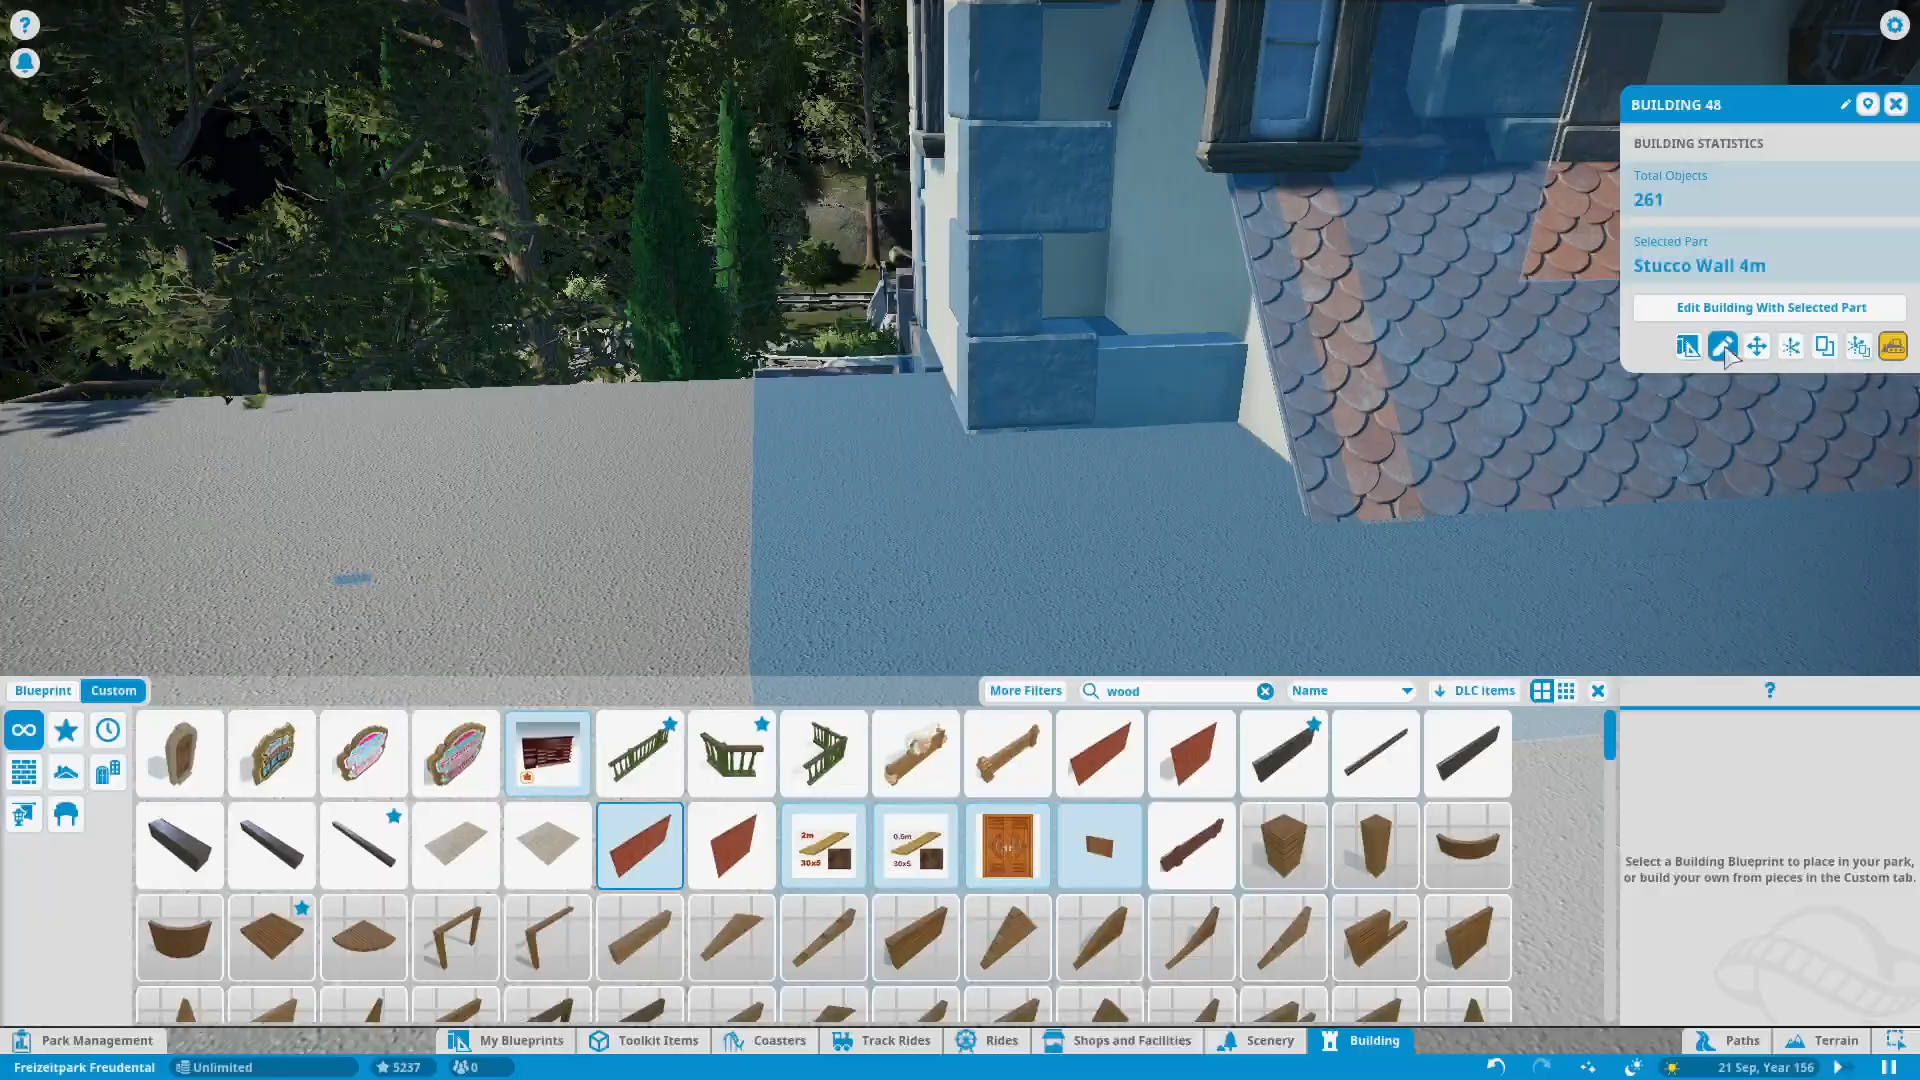 BUILDING 48
BUILDING STATISTICS
Total Objects
261
Selected Part
Stucco Wall 4m
Edit Building With Selected Part
Blueprint
Custom
More Filters
wood
Name
DLC items
?
2m
30x5
0.5m
30x5
Select a Building Blueprint to place in your park,
or build your own from pieces in the Custom tab.
Park Management
My Blueprints
Toolkit Items
Coasters
Track Rides
Rides
Shops and Facilities
Scenery
Building
Paths
Terrain
Freizeitpark Freudental
Unlimited
5237
0
21 Sep, Year 156